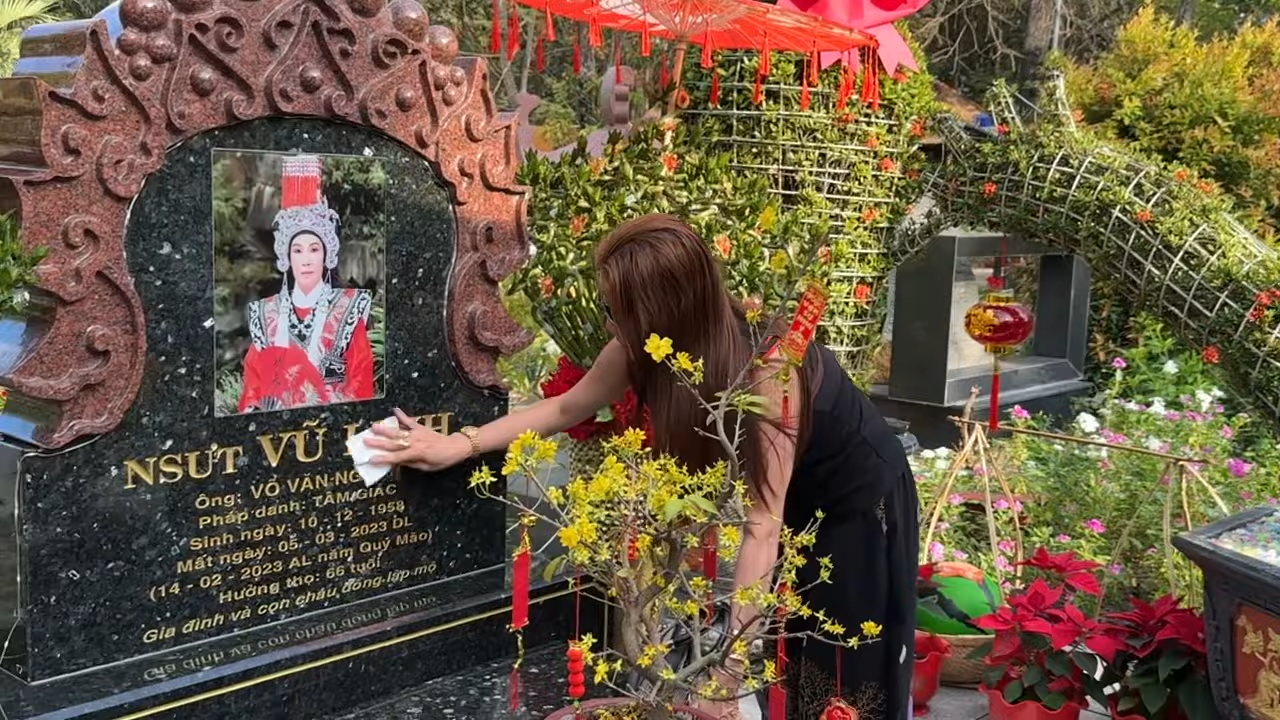 NSƯT VŨ L NH
Ông: VÕ VĂN NG
Pháp danh: TÂM GIÁC
Sinh ngày: 10 - 12 - 1958
Mất ngày: 05 - 03 - 2023 DL
(14 - 02 - 2023 AL năm Quý Mão)
Hưởng thọ: 66 tuổi
Gia đình và con cháu đồng lập mộ